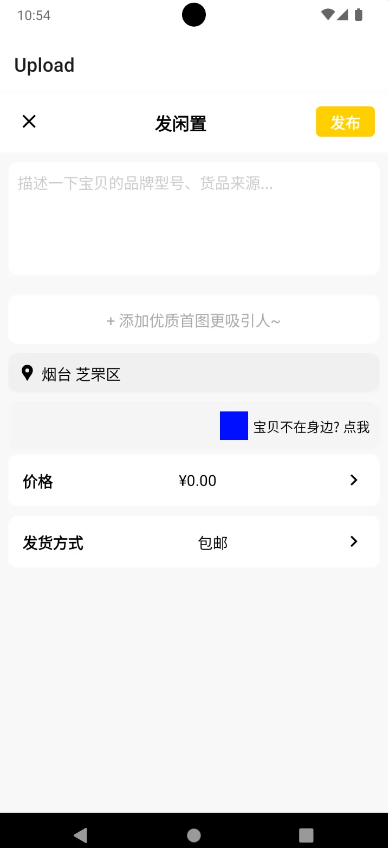 10:54
Upload
发闲置
发布
描述一下宝贝的品牌型号、货品来源...
+ 添加优质首图更吸引人~
烟台 芝罘区
宝贝不在身边? 点我
价格
¥0.00
发货方式
包邮